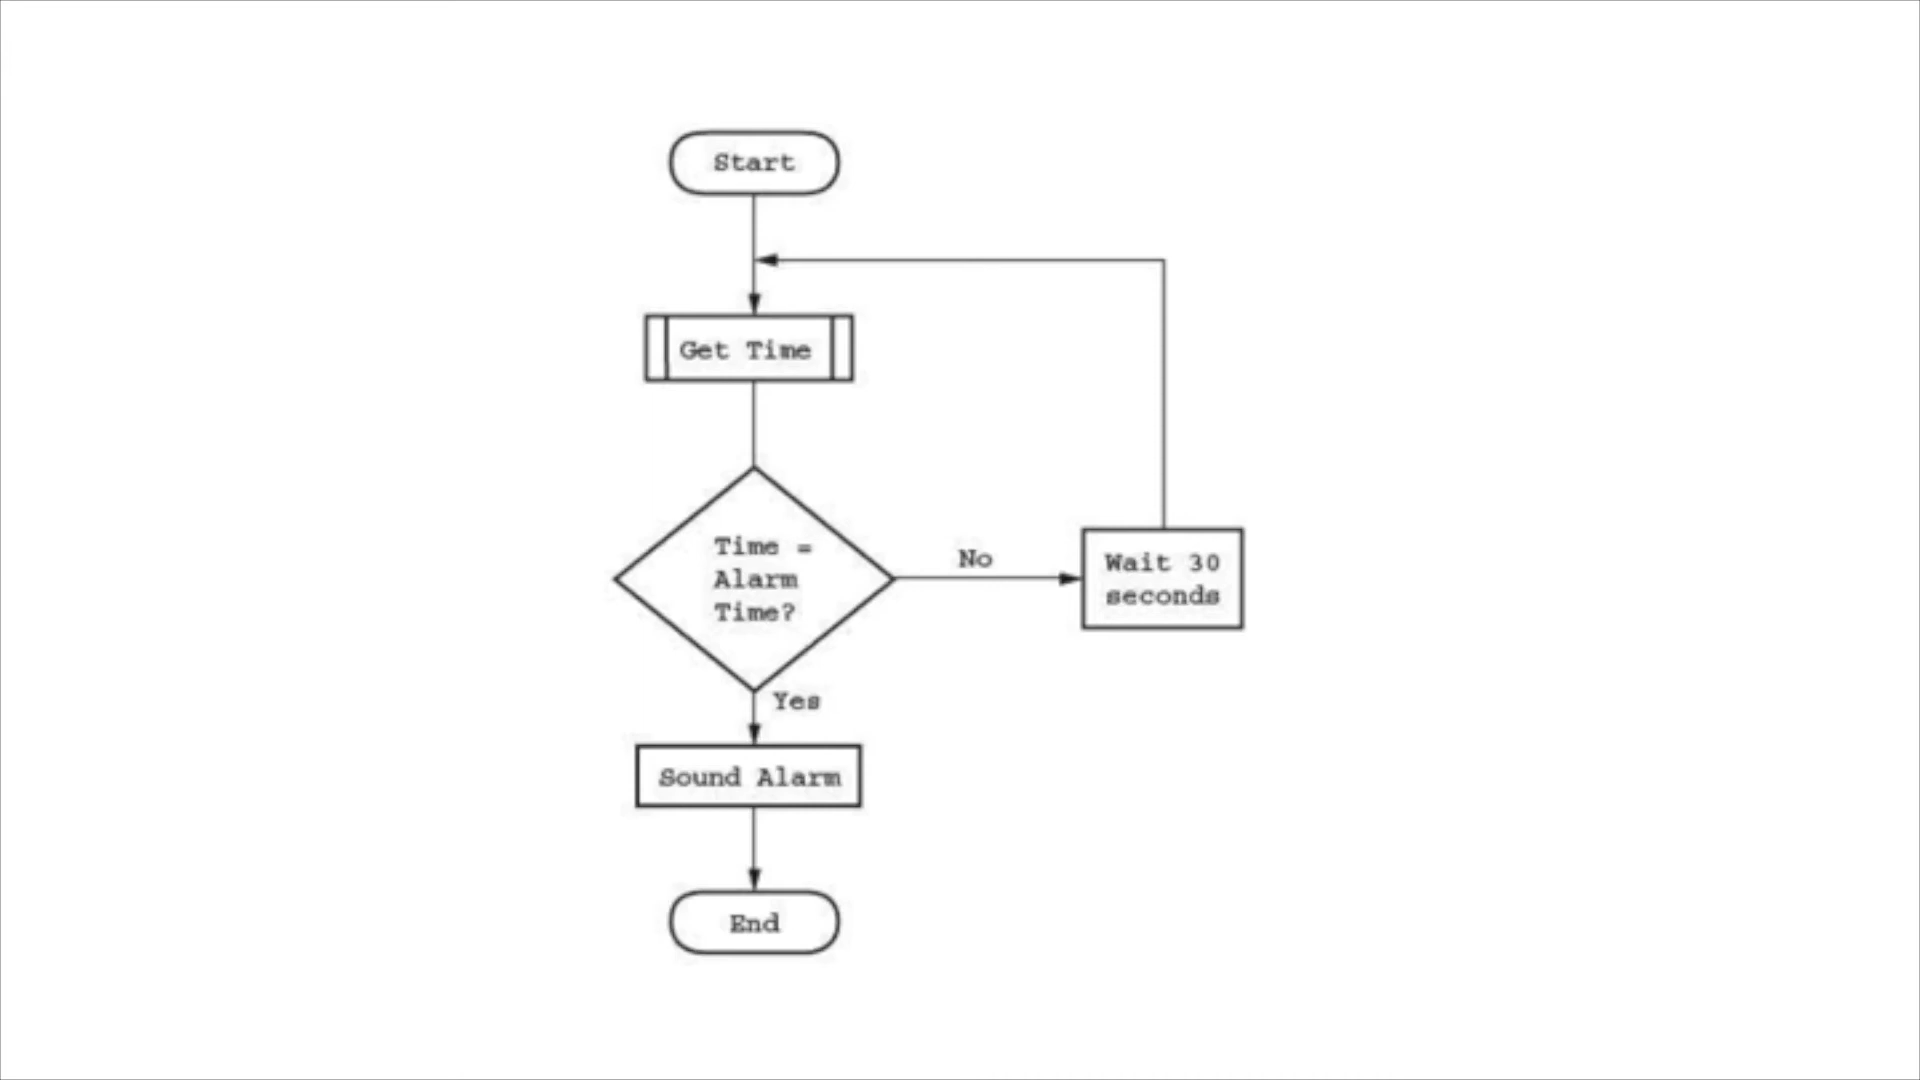 Start
Get Time
Time =
Alarm
Time?
No
Wait 30
seconds
Yes
Sound Alarm
End